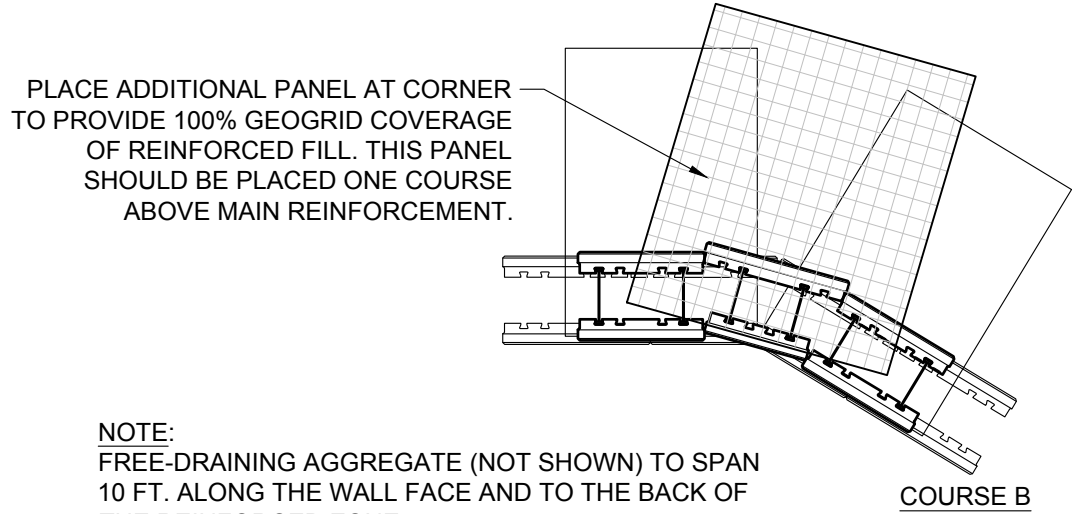 PLACE ADDITIONAL PANEL AT CORNER
TO PROVIDE 100% GEOGRID COVERAGE
OF REINFORCED FILL. THIS PANEL
SHOULD BE PLACED ONE COURSE
ABOVE MAIN REINFORCEMENT.
NOTE:
FREE-DRAINING AGGREGATE (NOT SHOWN) TO SPAN
10 FT. ALONG THE WALL FACE AND TO THE BACK OF
COURSE B